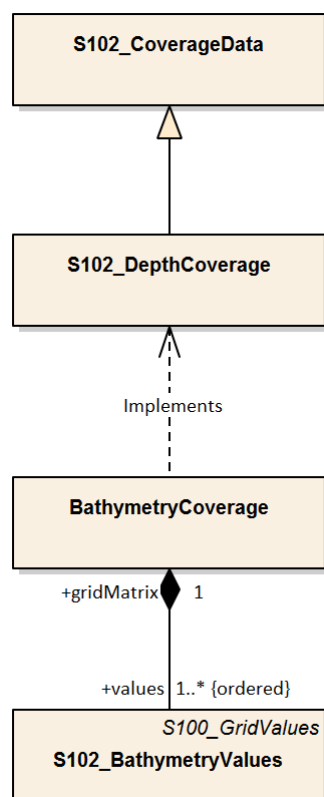 S102_CoverageData
S102_DepthCoverage
Implements
BathymetryCoverage
+gridMatrix 1
+values 1..* {ordered}
S100_GridValues
S102_BathymetryValues